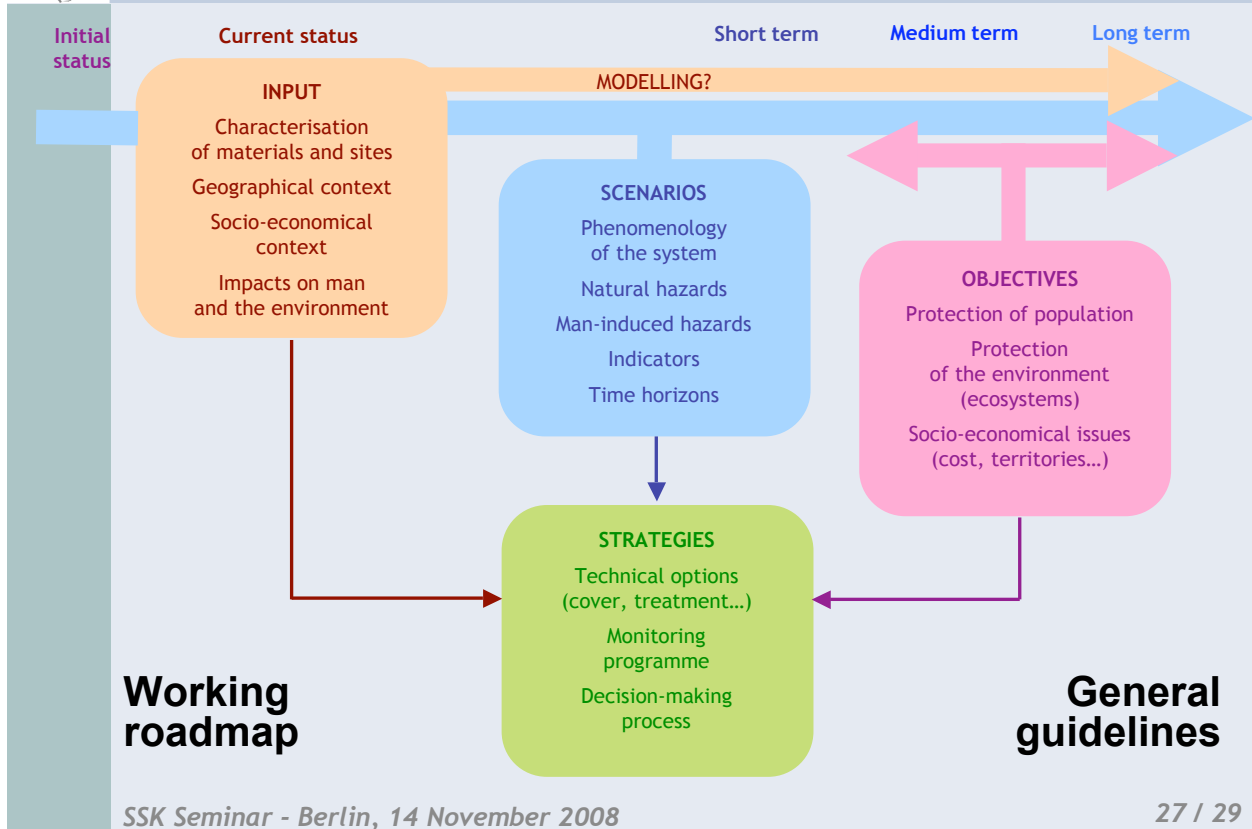 Initial
status
Current status
Short term
Medium term
Long term
MODELLING?
INPUT
Characterisation
of materials and sites
Geographical context
Socio-economical
context
Impacts on man
and the environment
SCENARIOS
Phenomenology
of the system
Natural hazards
Man-induced hazards
Indicators
Time horizons
OBJECTIVES
Protection of population
Protection
of the environment
(ecosystems)
Socio-economical issues
(cost, territories…)
STRATEGIES
Technical options
(cover, treatment…)
Monitoring
programme
Decision-making
process
Working
roadmap
General
guidelines
SSK Seminar - Berlin, 14 November 2008
27 / 29